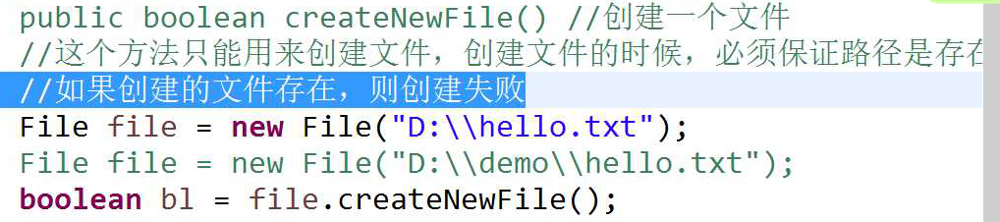 public boolean createNewFile() //创建一个文件
//这个方法只能用来创建文件，创建文件的时候，必须保证路径是存在
//如果创建的文件存在，则创建失败
File file = new File("D:\\hello.txt");
File file = new File("D:\\demo\\hello.txt");
boolean bl = file.createNewFile();